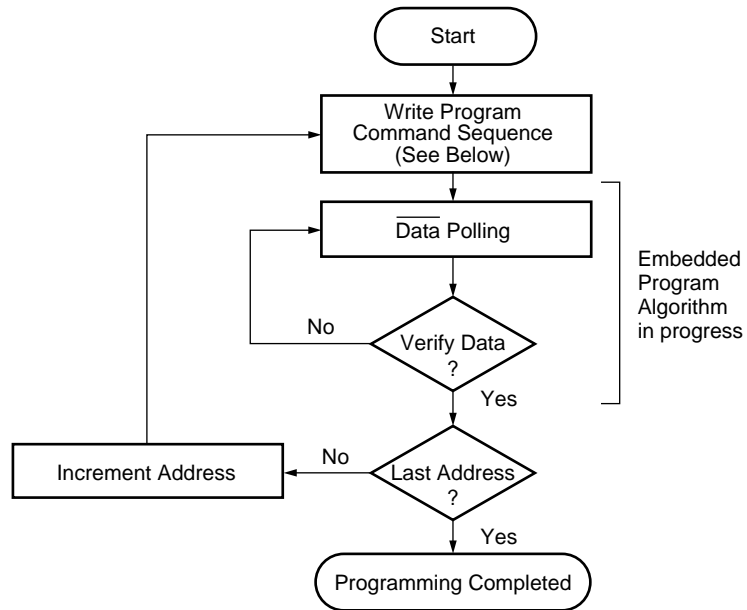 Start
Write Program
Command Sequence
(See Below)
Data Polling
Embedded
Program
Algorithm
in progress
No
Verify Data
?
Yes
Increment Address
No
Last Address
?
Yes
Programming Completed